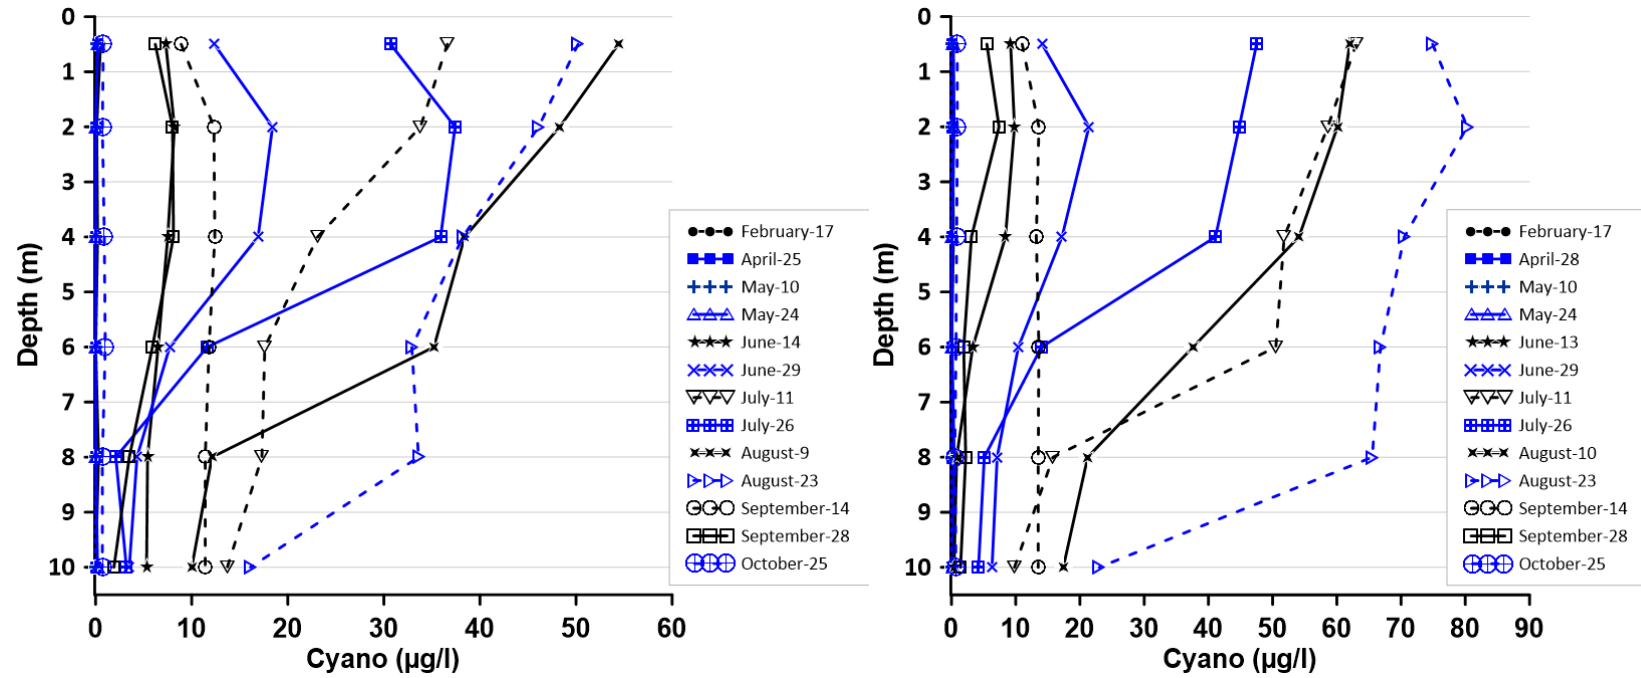 0
1
2
3
4
5
6
7
8
9
10
Depth (m)
0 10 20 30 40 50 60
Cyano (µg/l)
February-17
April-25
May-10
May-24
June-14
June-29
July-11
July-26
August-9
August-23
September-14
September-28
October-25
0
1
2
3
4
5
6
7
8
9
10
Depth (m)
0 10 20 30 40 50 60 70 80 90
Cyano (µg/l)
February-17
April-28
May-10
May-24
June-13
June-29
July-11
July-26
August-10
August-23
September-14
September-28
October-25